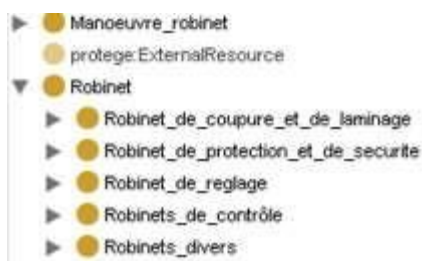 Manoeuvre_robinet
protege:ExternalResource
Robinet
Robinet_de_coupure_et_de_laminage
Robinet_de_protection_et_de_securite
Robinet_de_reglage
Robinets_de_contrôle
Robinets_divers